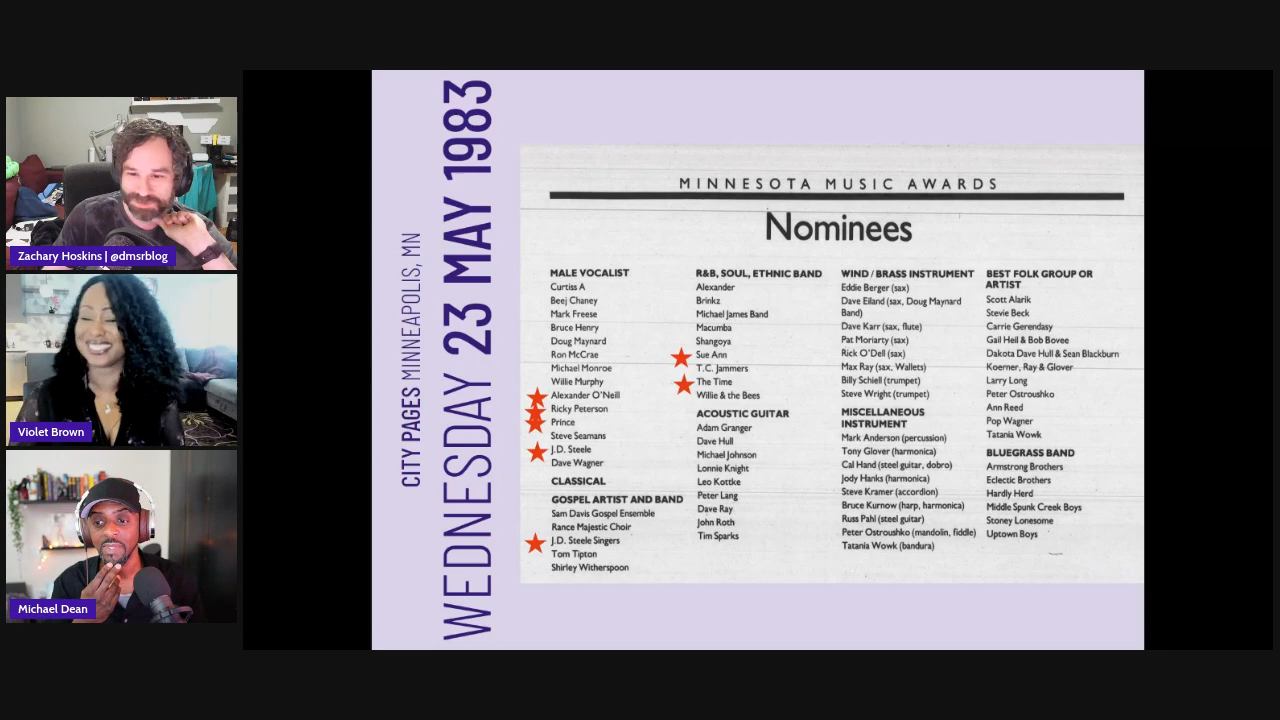 Zachary Hoskins | @dmsrblog
Violet Brown
Michael Dean
CITY PAGES MINNEAPOLIS, MN
WEDNESDAY 23 MAY 1983
MINNESOTA MUSIC AWARDS
Nominees
MALE VOCALIST
Curtiss A
Beej Chaney
Mark Freese
Bruce Henry
Doug Maynard
Ron McCrae
Michael Monroe
Willie Murphy
Alexander O'Neill
Ricky Peterson
Prince
Steve Seamans
J.D. Steele
Dave Wagner
CLASSICAL
GOSPEL ARTIST AND BAND
Sam Davis Gospel Ensemble
Rance Majestic Choir
J.D. Steele Singers
Tom Tipton
Shirley Witherspoon
R&B, SOUL, ETHNIC BAND
Alexander
Brinkz
Michael James Band
Macumba
Shangoya
Sue Ann
T.C. Jammers
The Time
Willie & the Bees
ACOUSTIC GUITAR
Adam Granger
Dave Hull
Michael Johnson
Lonnie Knight
Leo Kottke
Peter Lang
Dave Ray
John Roth
Tim Sparks
WIND / BRASS INSTRUMENT
Eddie Berger (sax)
Dave Eiland (sax, Doug Maynard
Band)
Dave Karr (sax, flute)
Pat Moriarty (sax)
Rick O'Dell (sax)
Max Ray (sax, Wallets)
Billy Schiell (trumpet)
Steve Wright (trumpet)
MISCELLANEOUS
INSTRUMENT
Mark Anderson (percussion)
Tony Glover (harmonica)
Cal Hand (steel guitar, dobro)
Jody Hanks (harmonica)
Steve Kramer (accordion)
Bruce Kurnow (harp, harmonica)
Russ Pahl (steel guitar)
Peter Ostroushko (mandolin, fiddle)
Tatania Wowk (bandura)
BEST FOLK GROUP OR
ARTIST
Scott Alarik
Stevie Beck
Carrie Gerendasy
Gail Heil & Bob Bovee
Dakota Dave Hull & Sean Blackburn
Koerner, Ray & Glover
Larry Long
Peter Ostroushko
Ann Reed
Pop Wagner
Tatania Wowk
BLUEGRASS BAND
Armstrong Brothers
Eclectic Brothers
Hardly Herd
Middle Spunk Creek Boys
Stoney Lonesome
Uptown Boys